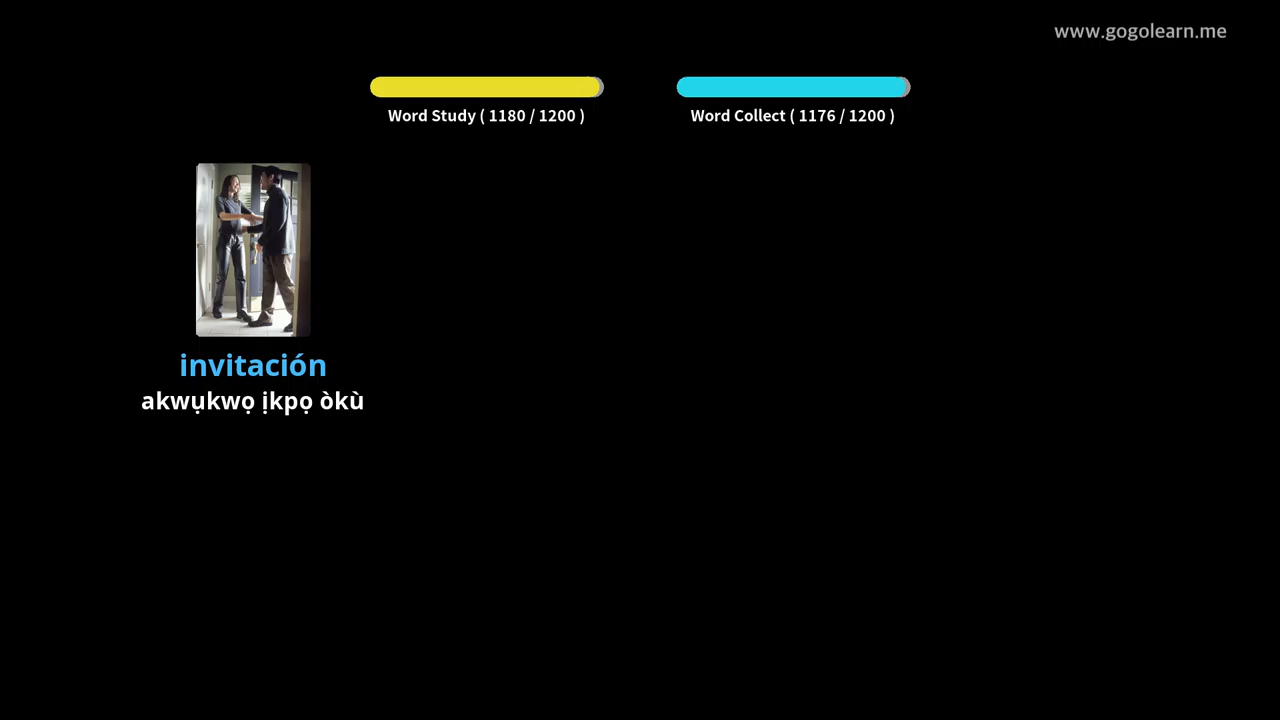 www.gogolearn.me
Word Study ( 1180 / 1200 )
Word Collect ( 1176 / 1200 )
invitación
akwụkwọ ịkpọ òkù